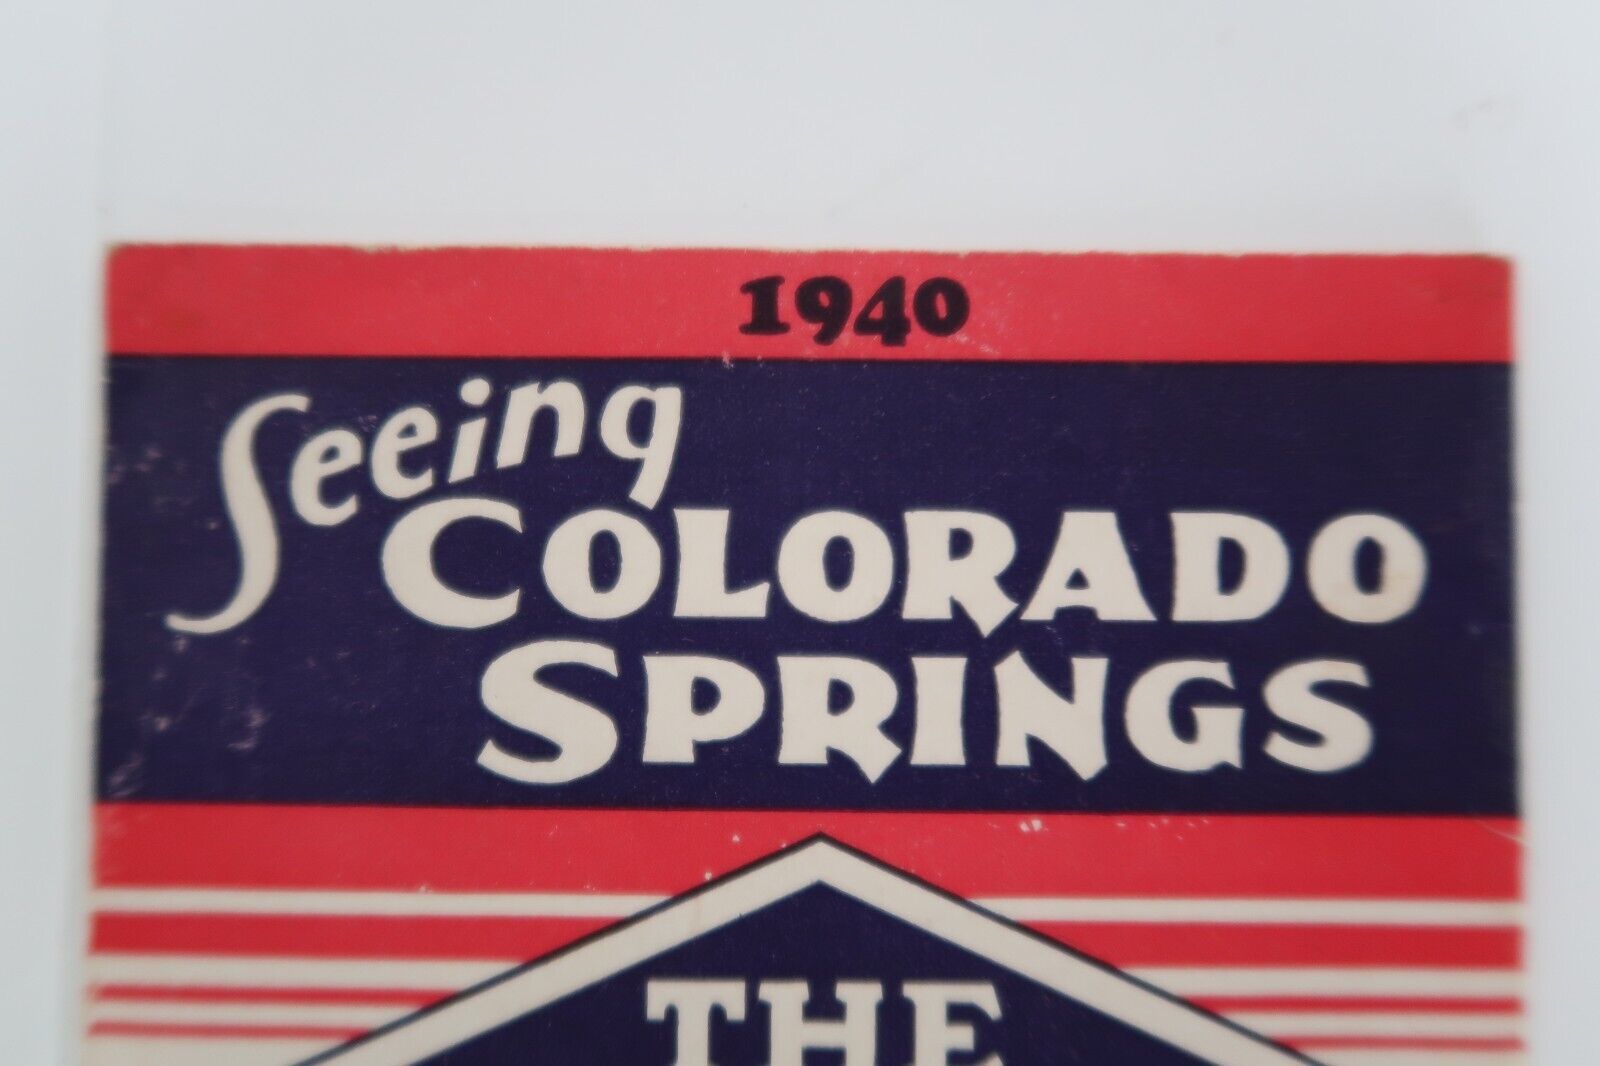 1940
Seeing
COLORADO
SPRINGS
THE